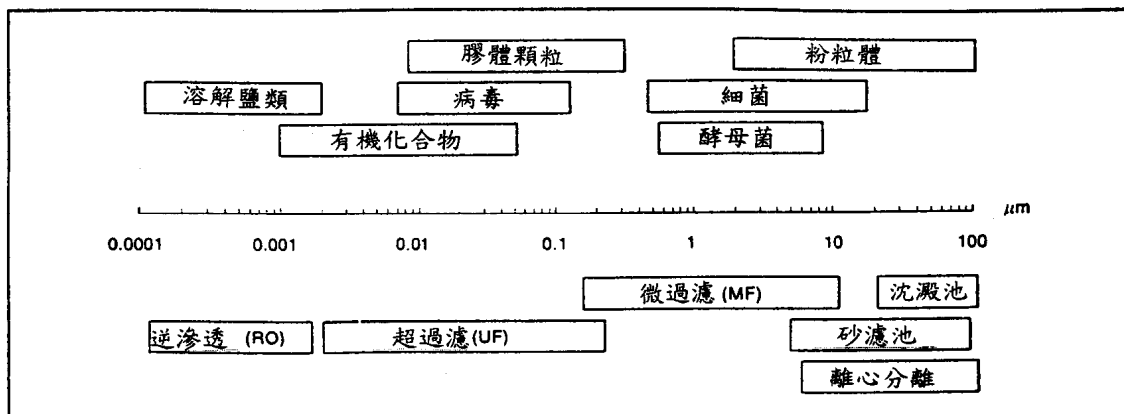 膠體顆粒 粉粒體
溶解鹽類 病毒 細菌
有機化合物 酵母菌
μm
0.0001 0.001 0.01 0.1 1 10 100
微過濾 (MF) 沈澱池
逆滲透 (RO) 超過濾(UF) 砂濾池
離心分離